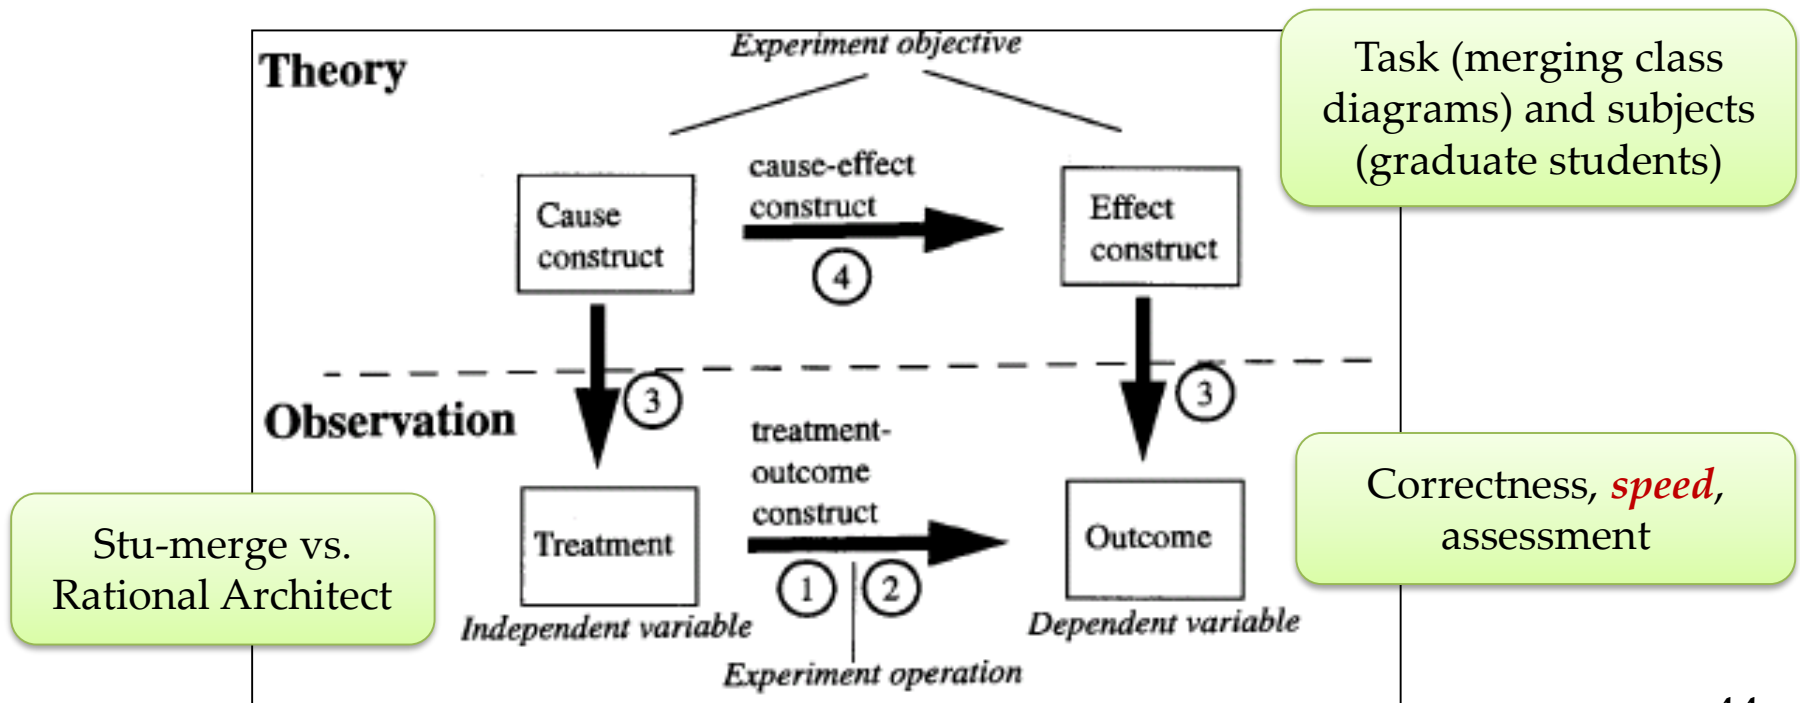 Experiment objective
Theory
Task (merging class
diagrams) and subjects
(graduate students)
cause-effect
construct
Cause
construct
Effect
construct
4
3
3
Observation
treatment-
outcome
construct
Correctness, speed,
assessment
Stu-merge vs.
Rational Architect
Treatment
Outcome
1
2
Independent variable
Dependent variable
Experiment operation